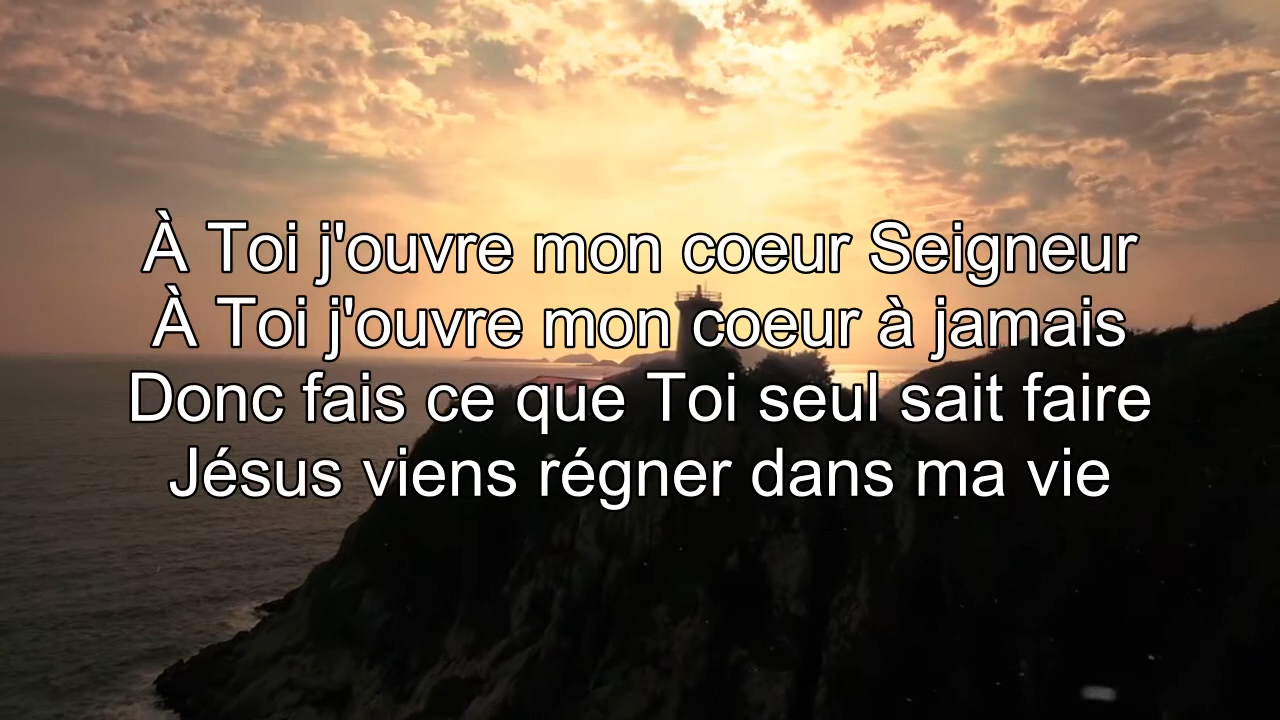 À Toi j'ouvre mon coeur Seigneur
À Toi j'ouvre mon coeur à jamais
Donc fais ce que Toi seul sait faire
Jésus viens régner dans ma vie